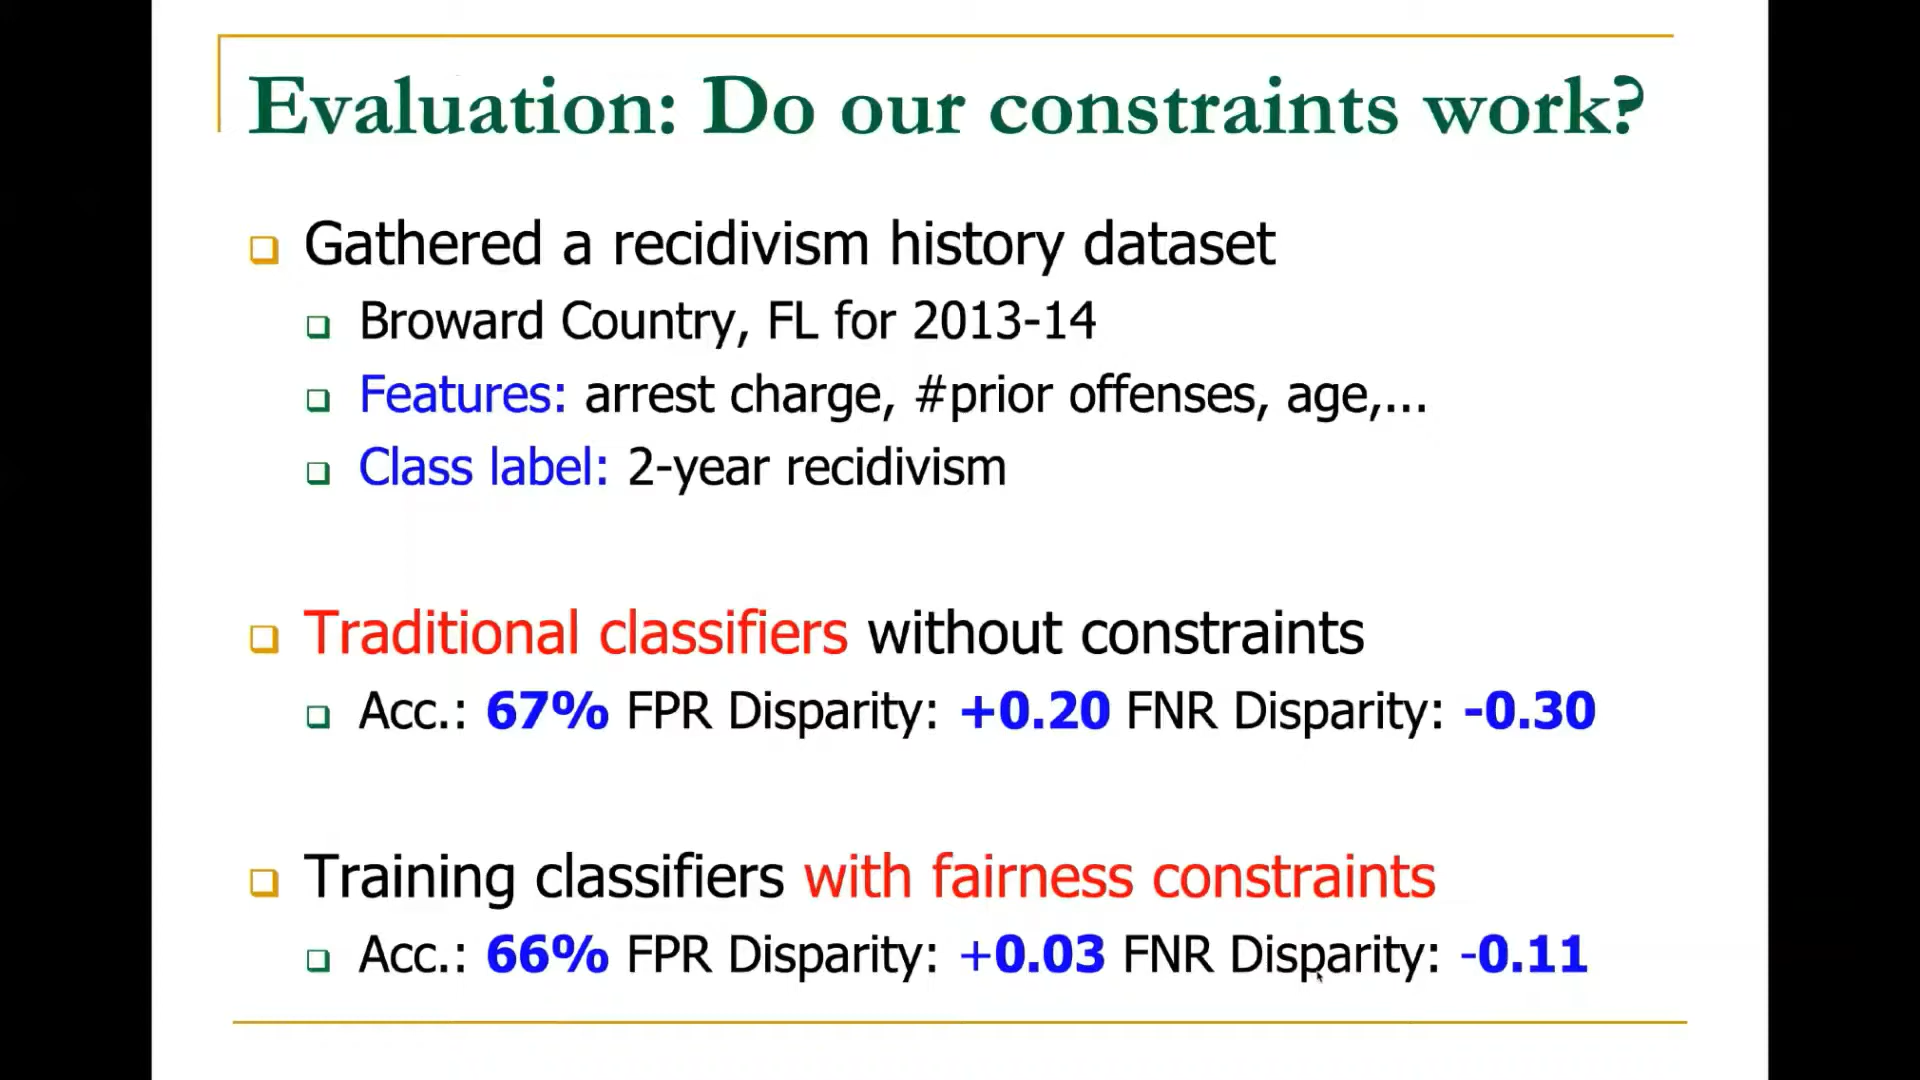 Evaluation: Do our constraints work?
Gathered a recidivism history dataset
Broward Country, FL for 2013-14
Features: arrest charge, #prior offenses, age,...
Class label: 2-year recidivism
Traditional classifiers without constraints
Acc.: 67% FPR Disparity: +0.20 FNR Disparity: -0.30
Training classifiers with fairness constraints
Acc.: 66% FPR Disparity: +0.03 FNR Disparity: -0.11